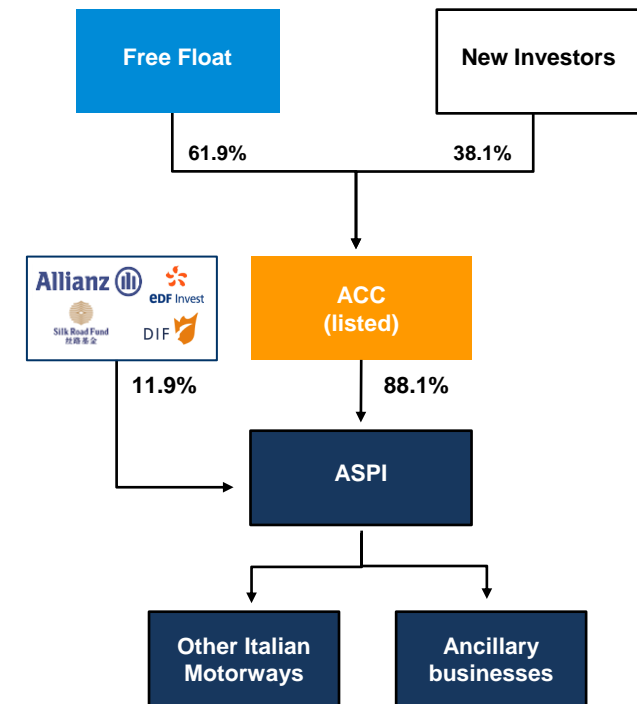 Free Float
New Investors
61.9%
38.1%
Allianz
eDF Invest
Silk Road Fund
丝路基金
DIF
ACC
(listed)
11.9%
88.1%
ASPI
Other Italian
Motorways
Ancillary
businesses